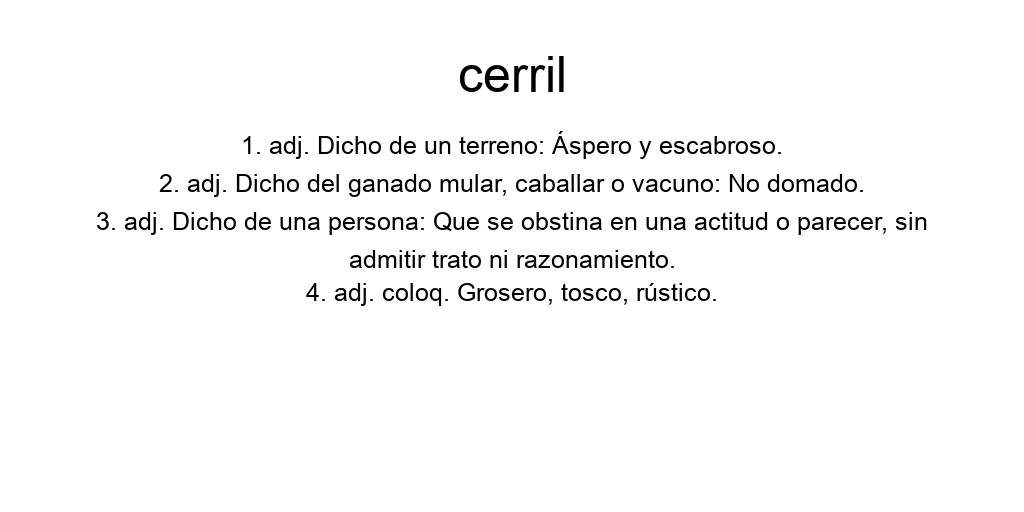 cerril
1. adj. Dicho de un terreno: Áspero y escabroso.
2. adj. Dicho del ganado mular, caballar o vacuno: No domado.
3. adj. Dicho de una persona: Que se obstina en una actitud o parecer, sin
admitir trato ni razonamiento.
4. adj. coloq. Grosero, tosco, rústico.